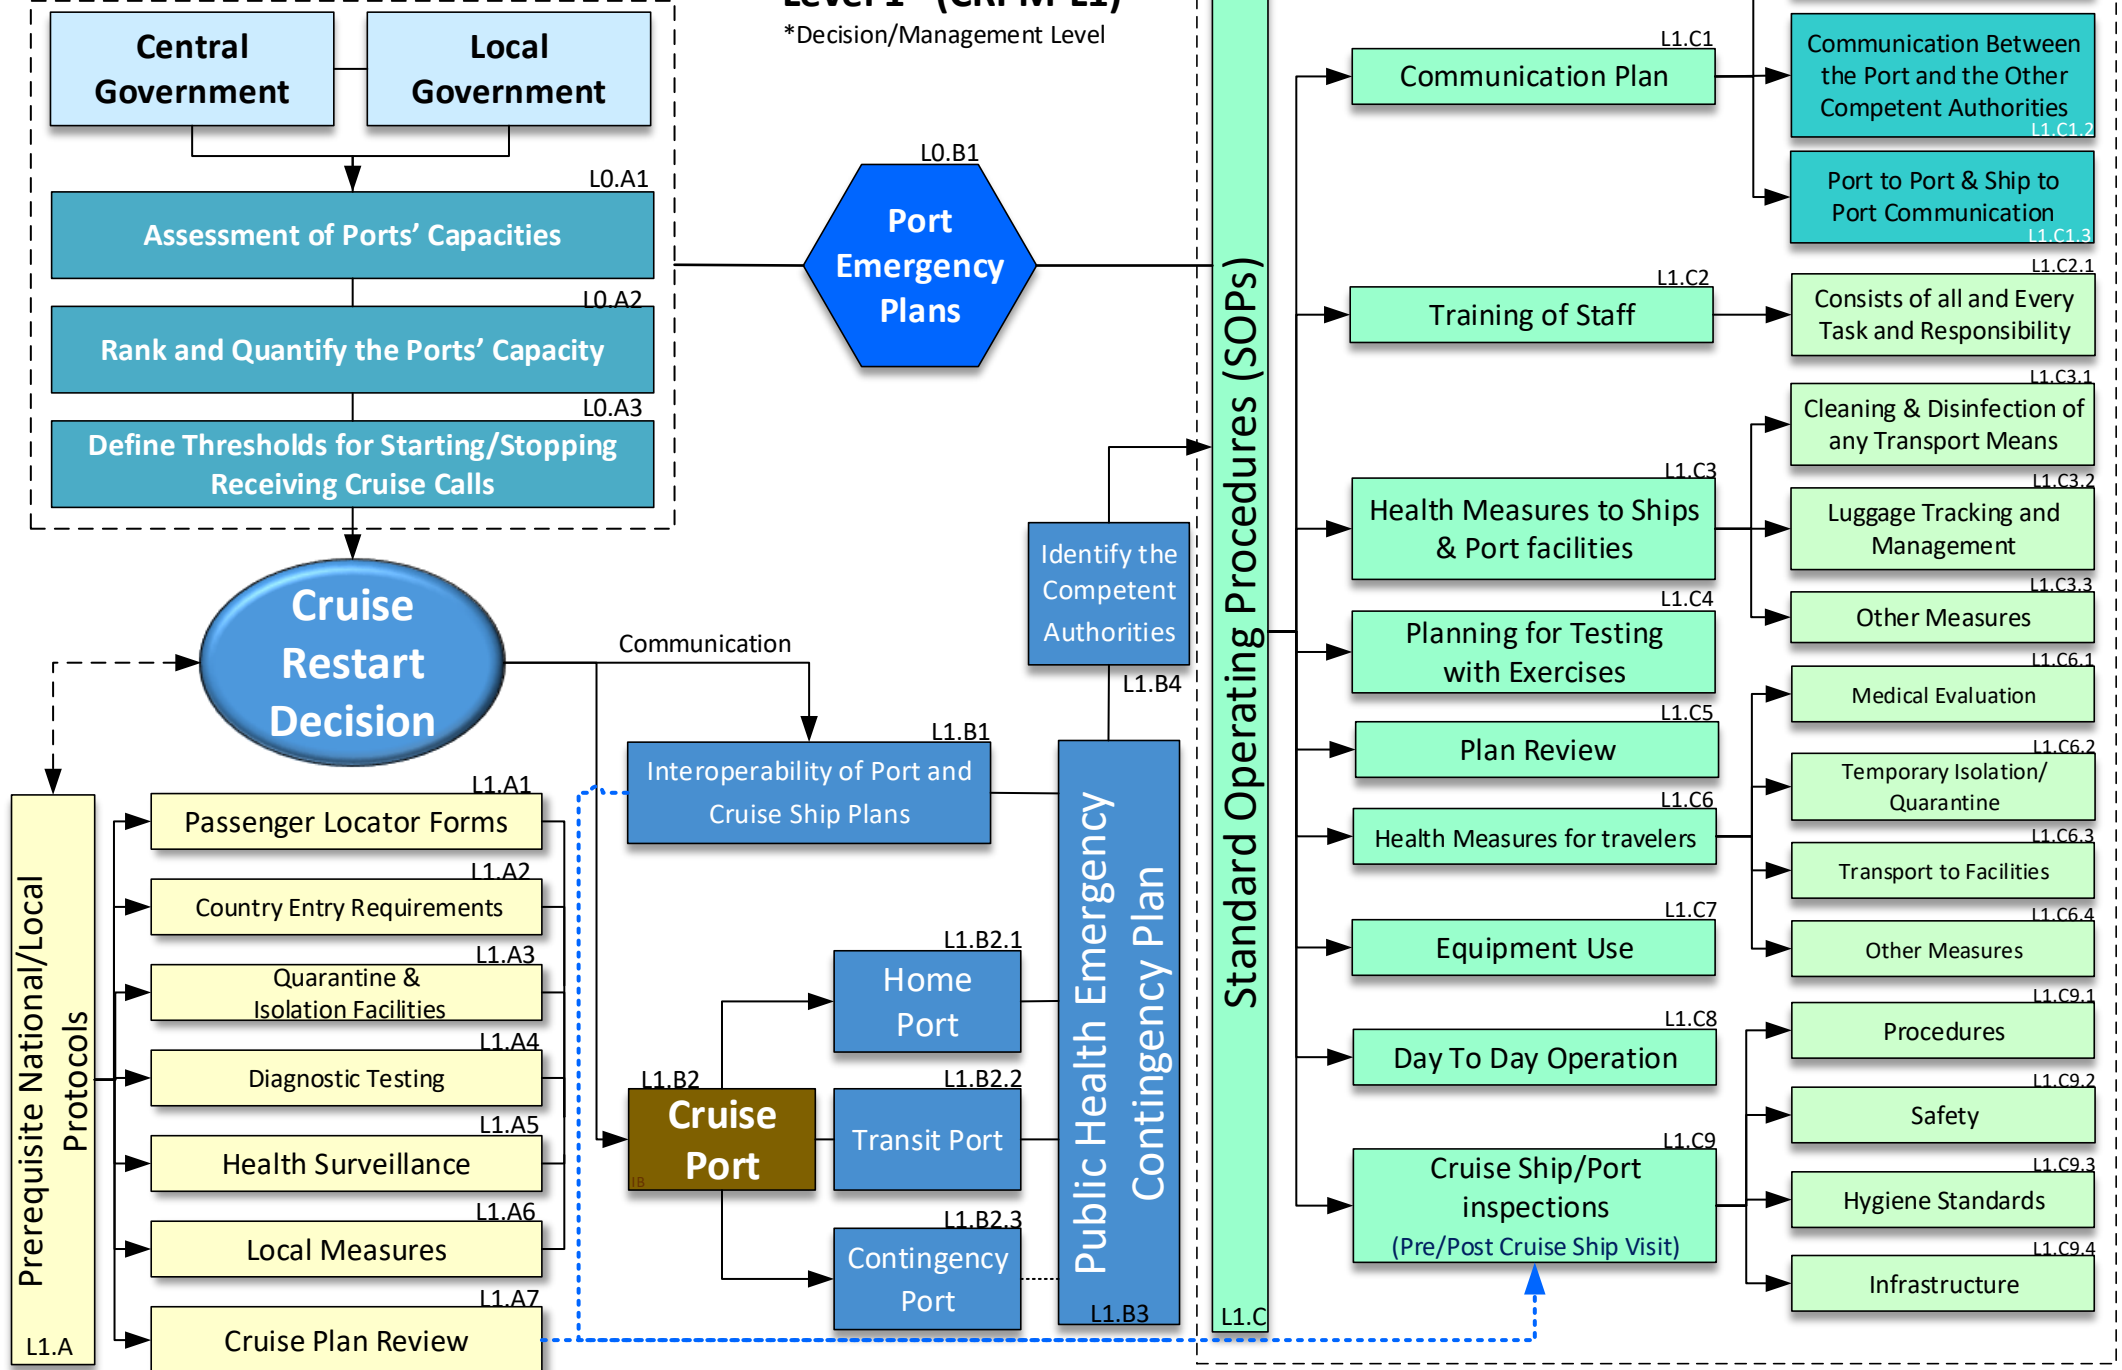 Level 1* (CRPM-L1)
*Decision/Management Level
Central
Government
Local
Government
L0.A1
Assessment of Ports’ Capacities
L0.A2
Rank and Quantify the Ports’ Capacity
L0.A3
Define Thresholds for Starting/Stopping
Receiving Cruise Calls
L0.B1
Port
Emergency
Plans
Cruise
Restart
Decision
Communication
Prerequisite National/Local
Protocols
L1.A
L1.A1
Passenger Locator Forms
L1.A2
Country Entry Requirements
L1.A3
Quarantine &
Isolation Facilities
L1.A4
Diagnostic Testing
L1.A5
Health Surveillance
L1.A6
Local Measures
L1.A7
Cruise Plan Review
L1.B1
Interoperability of Port and
Cruise Ship Plans
L1.B2
Cruise
Port
IB
L1.B2.1
Home
Port
L1.B2.2
Transit Port
L1.B2.3
Contingency
Port
Public Health Emergency
Contingency Plan
L1.B3
Identify the
Competent
Authorities
L1.B4
Standard Operating Procedures (SOPs)
L1.C
L1.C1
Communication Plan
Communication Between
the Port and the Other
Competent Authorities
L1.C1.2
Port to Port & Ship to
Port Communication
L1.C1.3
L1.C2
Training of Staff
L1.C2.1
Consists of all and Every
Task and Responsibility
L1.C3
Health Measures to Ships
& Port facilities
L1.C3.1
Cleaning & Disinfection of
any Transport Means
L1.C3.2
Luggage Tracking and
Management
L1.C3.3
Other Measures
L1.C4
Planning for Testing
with Exercises
L1.C5
Plan Review
L1.C6
Health Measures for travelers
L1.C6.1
Medical Evaluation
L1.C6.2
Temporary Isolation/
Quarantine
L1.C6.3
Transport to Facilities
L1.C6.4
Other Measures
L1.C7
Equipment Use
L1.C8
Day To Day Operation
L1.C9
Cruise Ship/Port
inspections
(Pre/Post Cruise Ship Visit)
L1.C9.1
Procedures
L1.C9.2
Safety
L1.C9.3
Hygiene Standards
L1.C9.4
Infrastructure